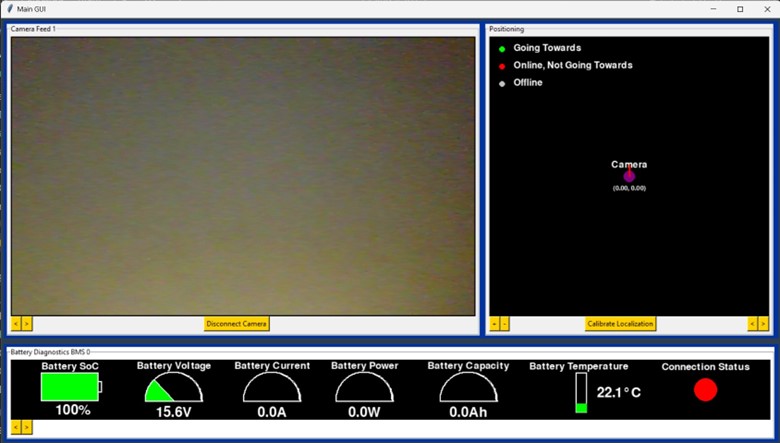 Main GUI
Camera Feed 1
< >
Disconnect Camera
Positioning
Going Towards
Online, Not Going Towards
Offline
Camera
(0.00, 0.00)
+ -
Calibrate Localization
< >
Battery Diagnostics BMS 0
Battery SoC
100%
Battery Voltage
15.6V
Battery Current
0.0A
Battery Power
0.0W
Battery Capacity
0.0Ah
Battery Temperature
22.1°C
Connection Status
< >